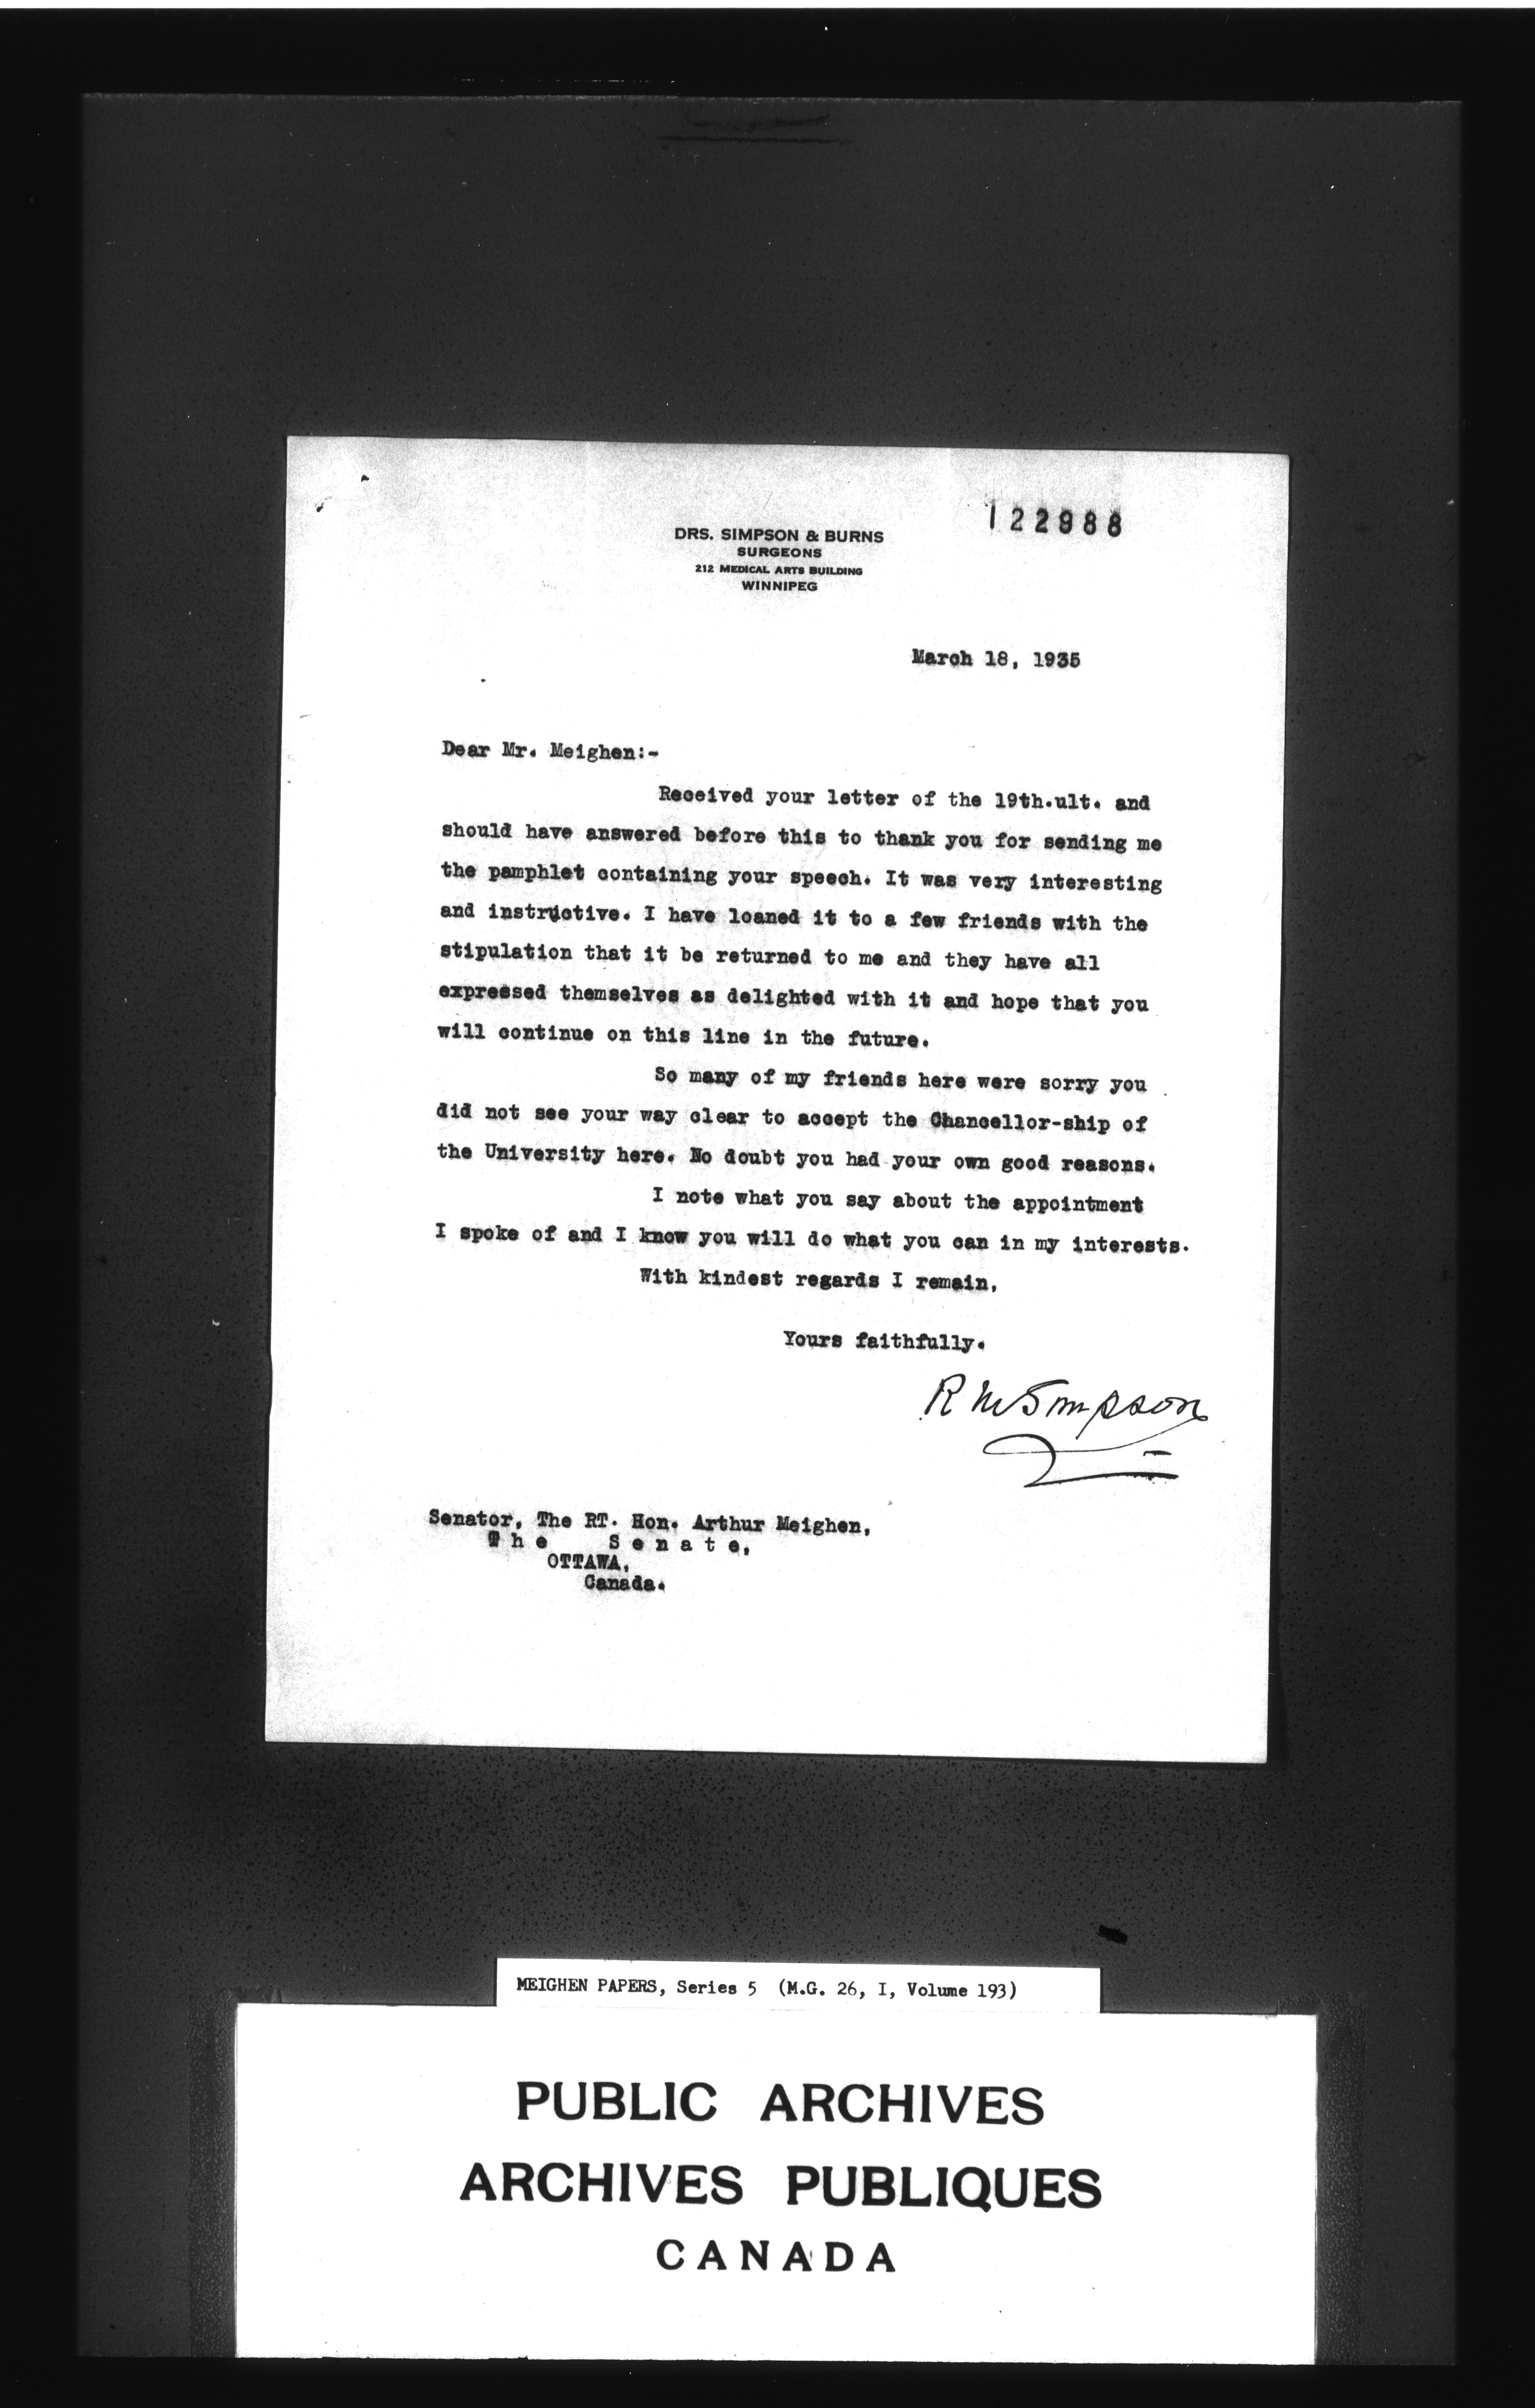 122988
DRS. SIMPSON & BURNS
SURGEONS
212 MEDICAL ARTS BUILDING
WINNIPEG
March 18, 1935
Dear Mr. Meighen:-
Received your letter of the 19th.ult. and
should have answered before this to thank you for sending me
the pamphlet containing your speech. It was very interesting
and instructive. I have loaned it to a few friends with the
stipulation that it be returned to me and they have all
expressed themselves as delighted with it and hope that you
will continue on this line in the future.
So many of my friends here were sorry you
did not see your way clear to accept the Chancellor-ship of
the University here. No doubt you had your own good reasons.
I note what you say about the appointment
I spoke of and I know you will do what you can in my interests.
With kindest regards I remain,
Yours faithfully.
R M Simpson
Senator, The RT. Hon. Arthur Meighen,
The Senate,
OTTAWA,
Canada.
MEIGHEN PAPERS, Series 5 (M.G. 26, I, Volume 193)
PUBLIC ARCHIVES
ARCHIVES PUBLIQUES
CANADA